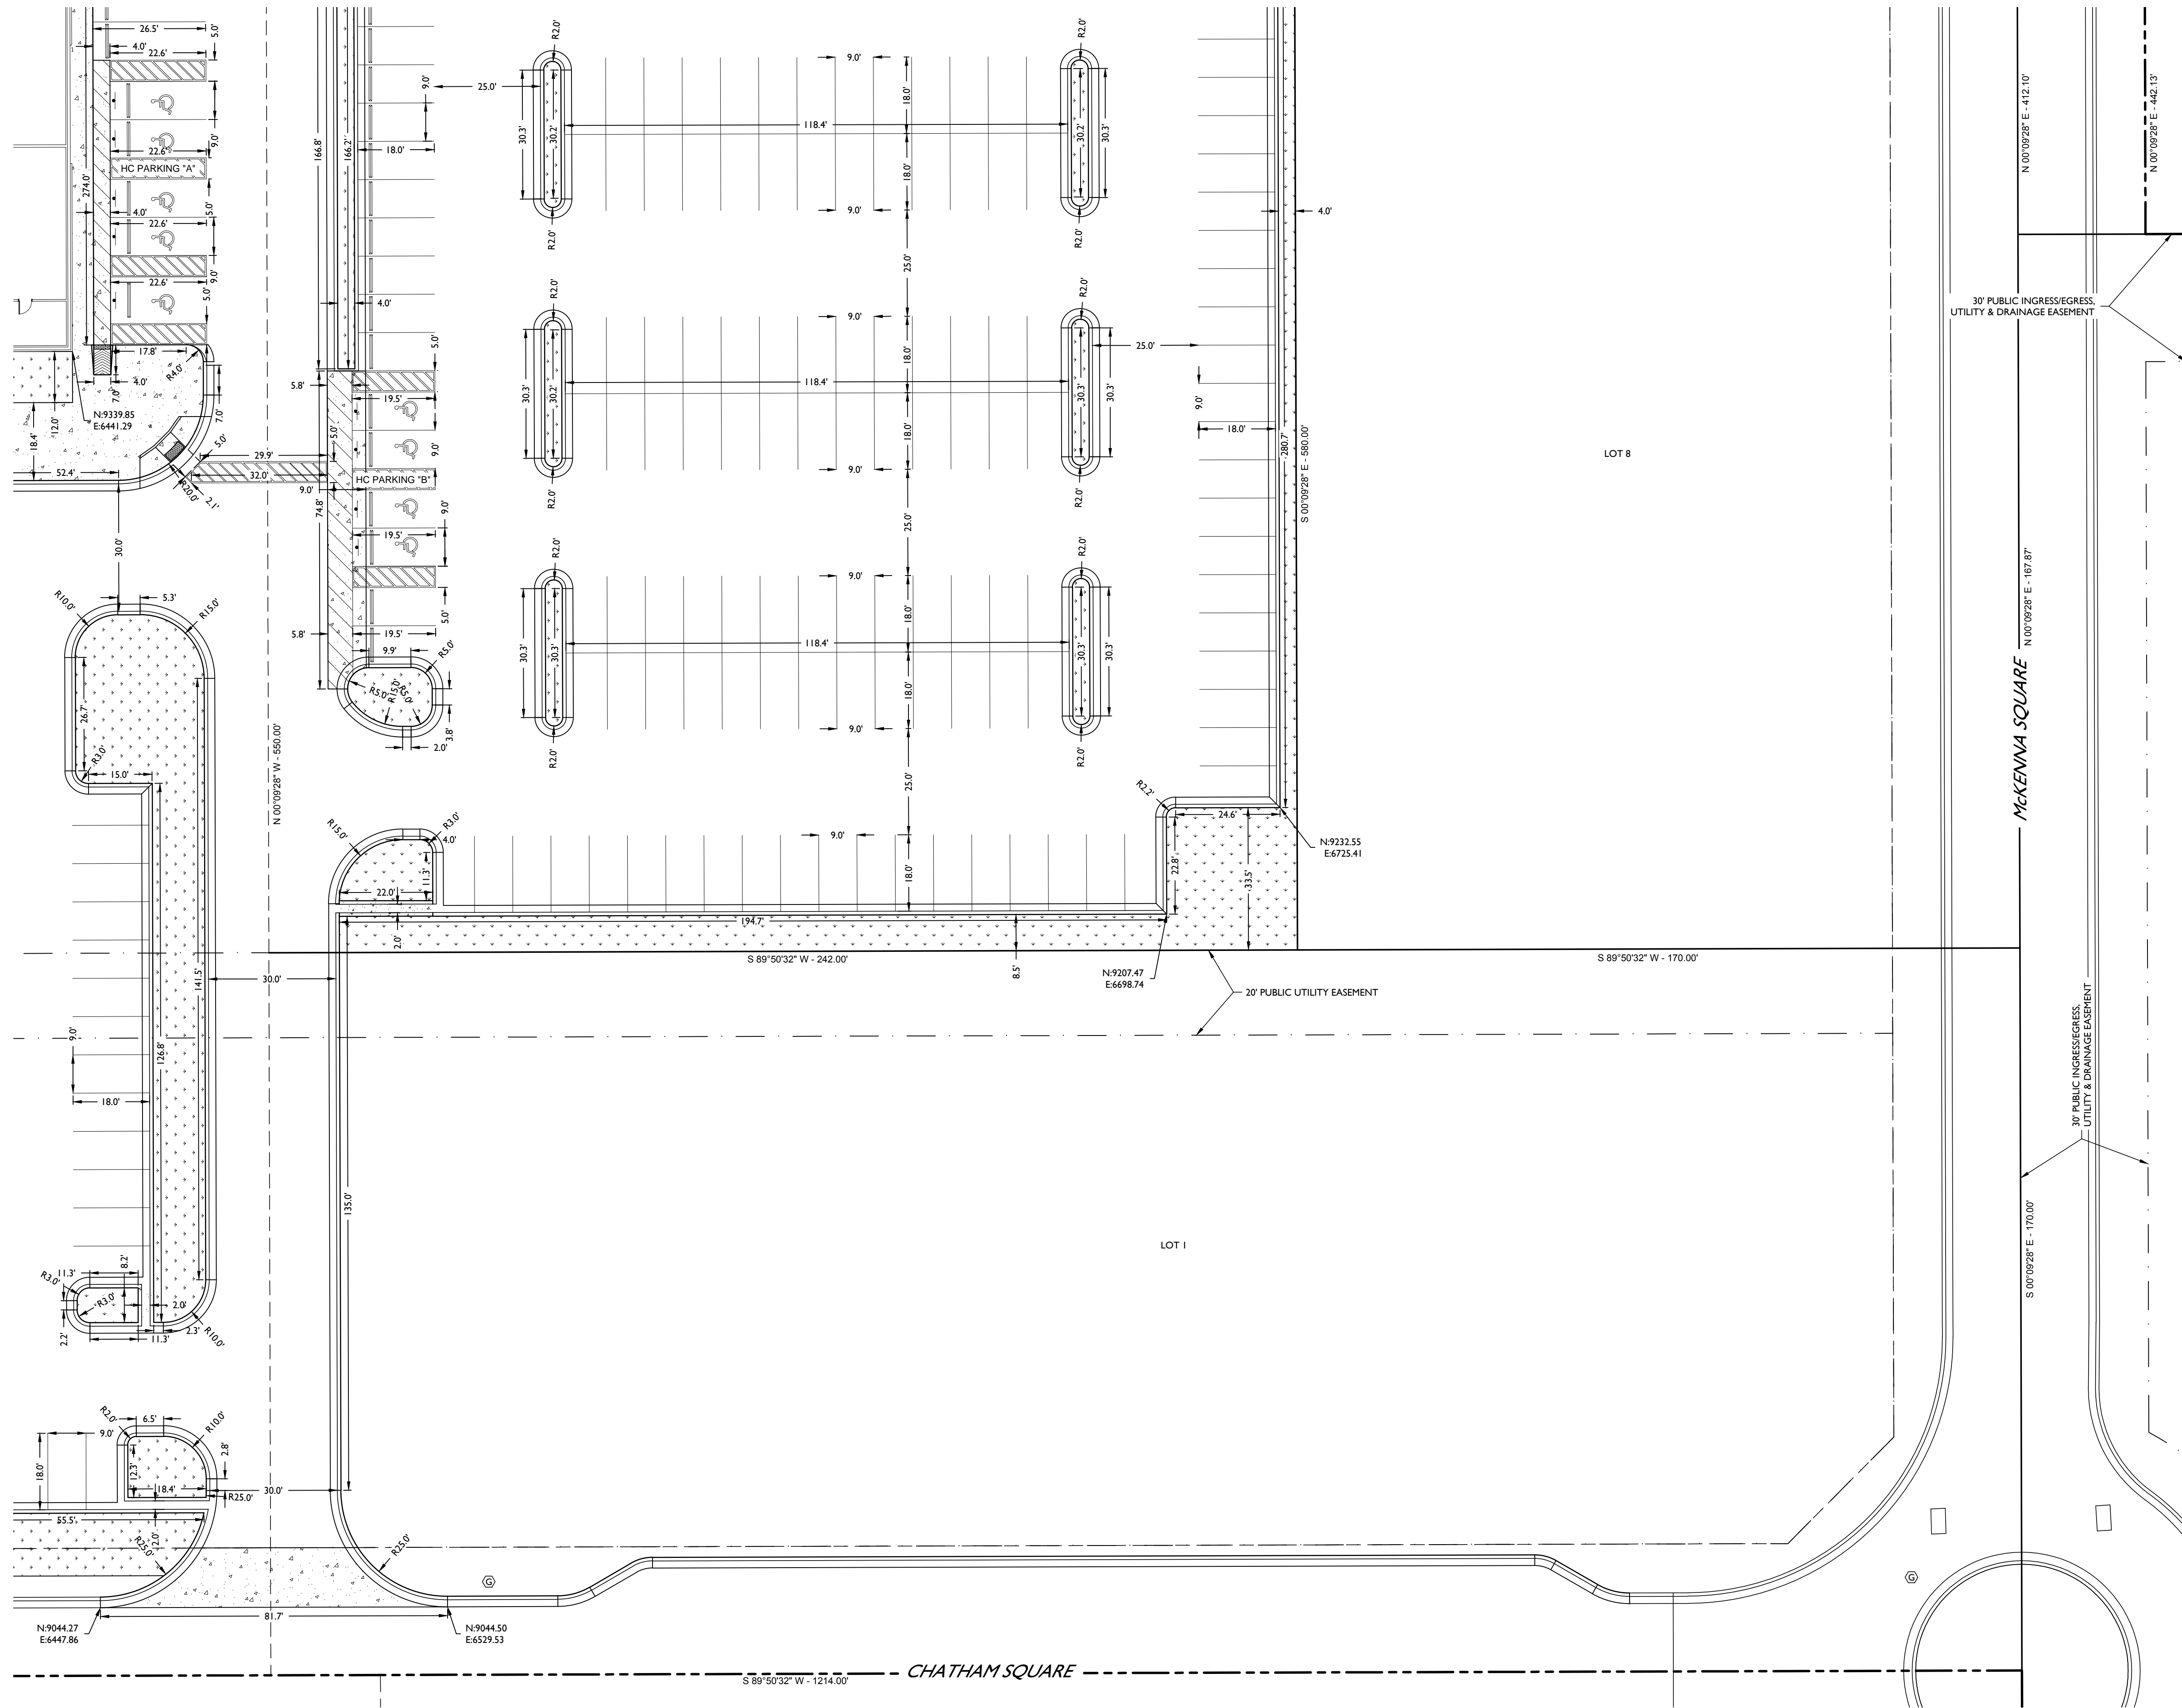 26.5'
5.0'
4.0'
22.6'
9.0'
22.6'
HC PARKING "A"
274.0'
4.0'
5.0'
22.6'
9.0'
22.6'
5.0'
17.8'
R4.0'
4.0'
7.0'
7.0'
12.0'
18.4'
N:9339.85
E:6441.29
52.4'
5.0'
29.9'
32.0'
R20.0'
2.1'
30.0'
166.8'
166.2'
9.0'
25.0'
18.0'
4.0'
5.0'
5.8'
19.5'
5.0'
9.0'
HC PARKING "B"
9.0'
74.8'
9.0'
19.5'
5.0'
5.8'
19.5'
9.9'
R5.0'
R5.0'
R15.0'
R5.0'
3.8'
2.0'
R2.0'
30.3'
30.2'
R2.0'
118.4'
9.0'
18.0'
18.0'
9.0'
R2.0'
30.2'
30.3'
R2.0'
25.0'
4.0'
R2.0'
30.3'
30.2'
R2.0'
118.4'
9.0'
18.0'
18.0'
9.0'
R2.0'
30.3'
30.3'
R2.0'
25.0'
25.0'
9.0'
18.0'
280.7'
S 00°09'28" E - 580.00'
R2.0'
30.3'
30.3'
R2.0'
118.4'
9.0'
18.0'
18.0'
9.0'
R2.0'
30.3'
30.3'
R2.0'
25.0'
LOT 8
N 00°09'28" E - 412.10'
N 00°09'28" E - 442.13'
30' PUBLIC INGRESS/EGRESS,
UTILITY & DRAINAGE EASEMENT
N 00°09'28" E - 167.87'
McKENNA SQUARE
R10.0'
5.3'
R15.0'
26.7'
R3.0'
15.0'
N 00°09'28" W - 550.00'
R15.0'
R3.0'
4.0'
11.3'
22.0'
2.0'
9.0'
18.0'
194.7'
R2.2'
24.6'
22.8'
33.5'
N:9232.55
E:6725.41
S 89°50'32" W - 242.00'
8.5'
N:9207.47
E:6698.74
S 89°50'32" W - 170.00'
20' PUBLIC UTILITY EASEMENT
141.5'
30.0'
9.0'
126.8'
18.0'
135.0'
30' PUBLIC INGRESS/EGRESS,
UTILITY & DRAINAGE EASEMENT
S 00°09'28" E - 170.00'
LOT 1
11.3'
8.2'
R3.0'
R3.0'
2.0'
2.2'
11.3'
2.3'
R10.0'
R2.0'
6.5'
R10.0'
9.0'
2.8'
18.0'
12.3'
18.4'
R25.0'
30.0'
55.5'
2.0'
R25.0'
R25.0'
G
G
81.7'
N:9044.27
E:6447.86
N:9044.50
E:6529.53
CHATHAM SQUARE
S 89°50'32" W - 1214.00'